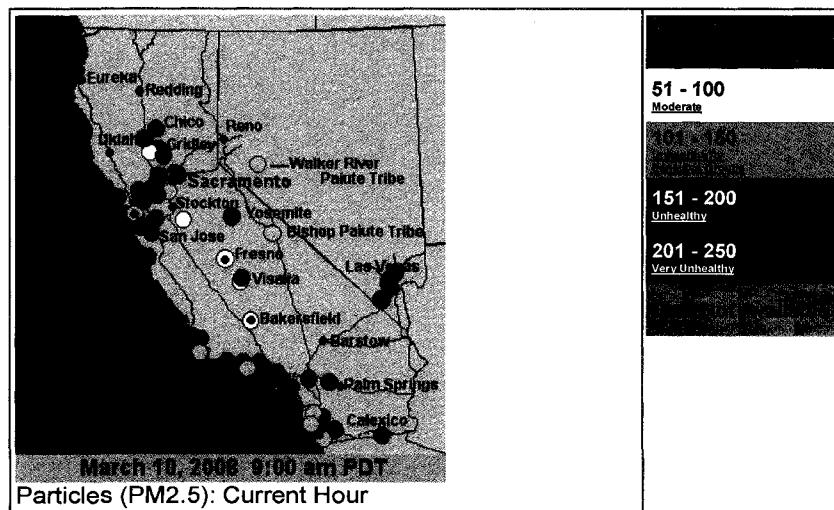 Eureka
Redding
Chico
Reno
Ukiah
Gridley
Walker River
Paiute Tribe
Sacramento
Stockton
Yosemite
Bishop Paiute Tribe
San Jose
Fresno
Las Vegas
Visalia
Bakersfield
Barstow
Palm Springs
Calexico
March 10, 2008 9:00 am PDT
Particles (PM2.5): Current Hour
51 - 100
Moderate
101 - 150
151 - 200
Unhealthy
201 - 250
Very Unhealthy